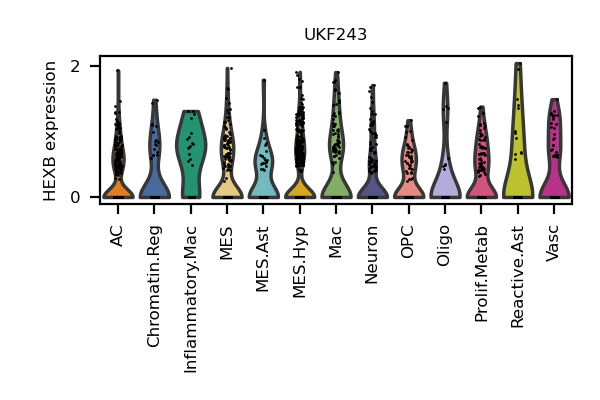 UKF243
HEXB expression
2
0
AC
Chromatin.Reg
Inflammatory.Mac
MES
MES.Ast
MES.Hyp
Mac
Neuron
OPC
Oligo
Prolif.Metab
Reactive.Ast
Vasc